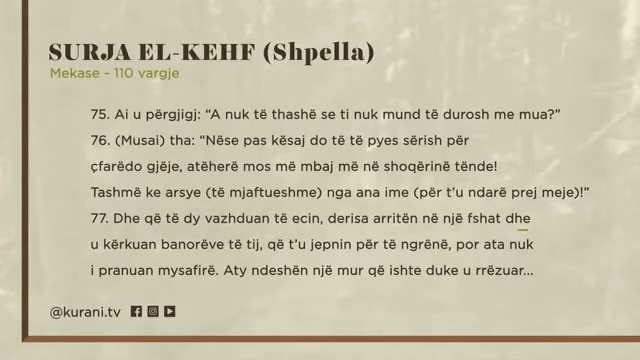 SURJA EL-KEHF (Shpella)
Mekase - 110 vargje
75. Ai u përgjigj: “A nuk të thashë se ti nuk mund të durosh me mua?”
76. (Musai) tha: “Nëse pas kësaj do të të pyes sërish për
çfarëdo gjëje, atëherë mos më mbaj më në shoqërinë tënde!
Tashmë ke arsye (të mjaftueshme) nga ana ime (për t’u ndarë prej meje)!”
77. Dhe që të dy vazhduan të ecin, derisa arritën në një fshat dhe
u kërkuan banorëve të tij, që t’u jepnin për të ngrënë, por ata nuk
i pranuan mysafirë. Aty ndeshën një mur që ishte duke u rrëzuar...
@kurani.tv